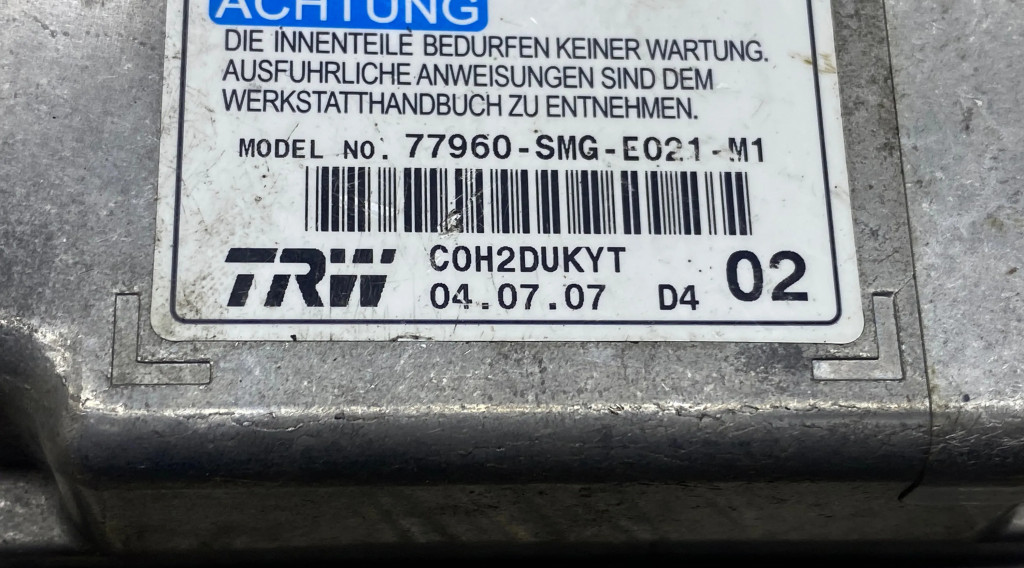 ACHTUNG
DIE INNENTEILE BEDURFEN KEINER WARTUNG.
AUSFUHRLICHE ANWEISUNGEN SIND DEM
WERKSTATTHANDBUCH ZU ENTNEHMEN.
MODEL NO. 77960-SMG-E021-M1
TRW C0H2DUKYT
04.07.07 D4 02